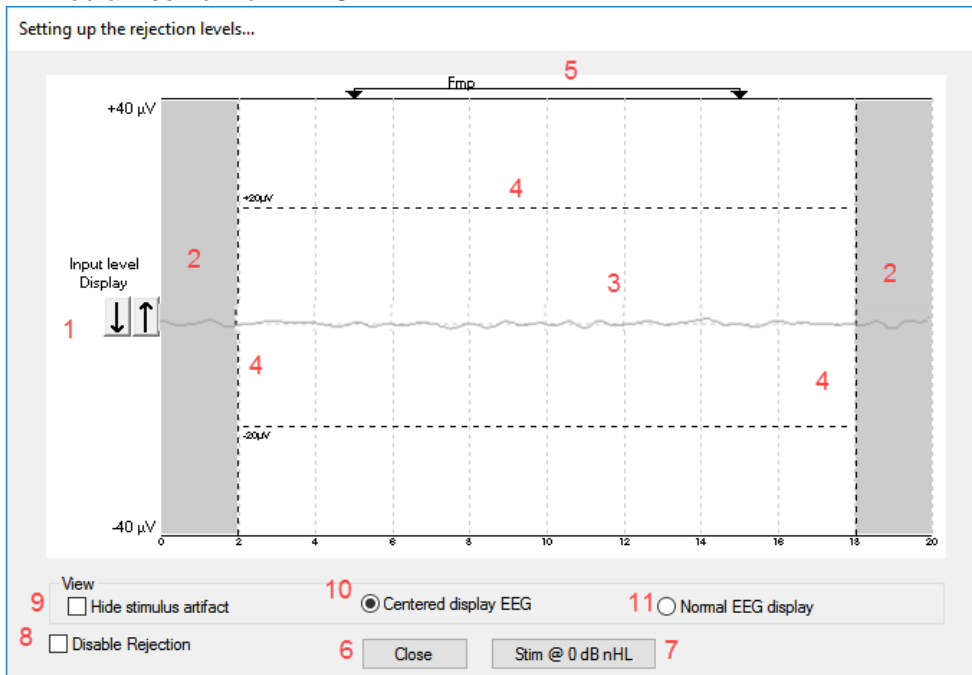 Setting up the rejection levels...
5
Fmp
+40 µV
4
+20µV
Input level
Display
2
3
2
1
4
4
-20µV
-40 µV
0 2 4 6 8 10 12 14 16 18 20
View
9 Hide stimulus artifact 10 Centered display EEG 11 Normal EEG display
8 Disable Rejection 6 Close Stim @ 0 dB nHL 7